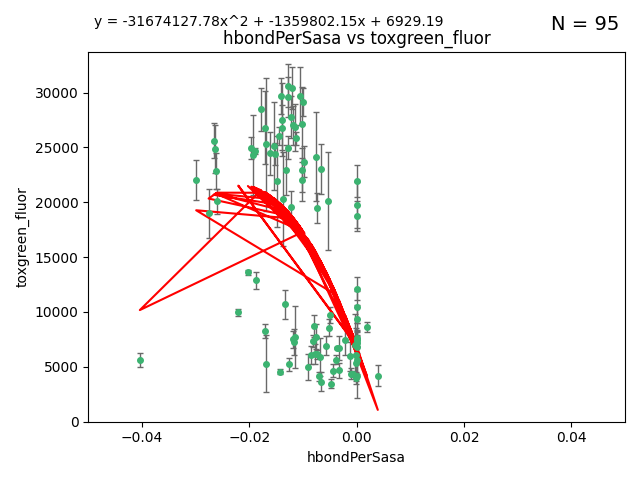 y = -31674127.78x^2 + -1359802.15x + 6929.19
N = 95
hbondPerSasa vs toxgreen_fluor
30000
25000
20000
15000
10000
5000
0
toxgreen_fluor
−0.04
−0.02
0.00
0.02
0.04
hbondPerSasa